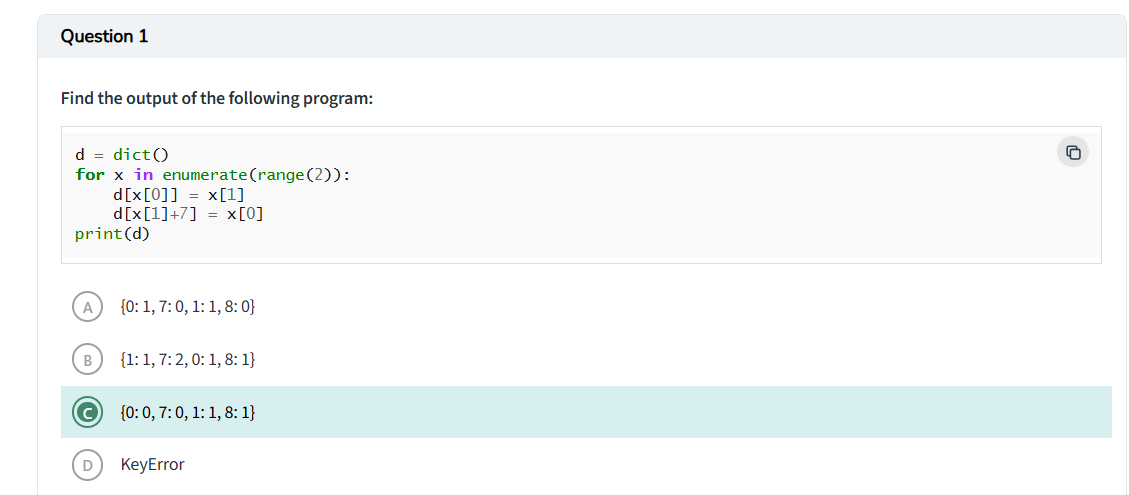 Question 1
Find the output of the following program:
d = dict()
for x in enumerate(range(2)):
    d[x[0]] = x[1]
    d[x[1]+7] = x[0]
print(d)
A {0: 1, 7: 0, 1: 1, 8: 0}
B {1: 1, 7: 2, 0: 1, 8: 1}
C {0: 0, 7: 0, 1: 1, 8: 1}
D KeyError